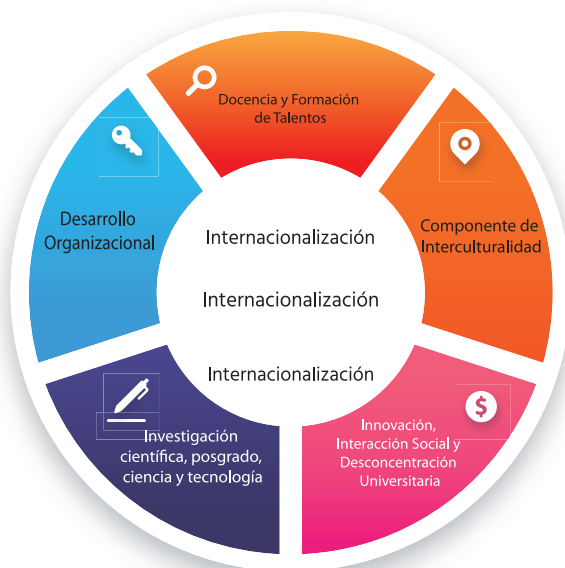 Docencia y Formación
de Talentos
Componente de
Interculturalidad
Innovación,
Interacción Social y
Desconcentración
Universitaria
Investigación
científica, posgrado,
ciencia y tecnología
Desarrollo
Organizacional
Internacionalización
Internacionalización
Internacionalización
$